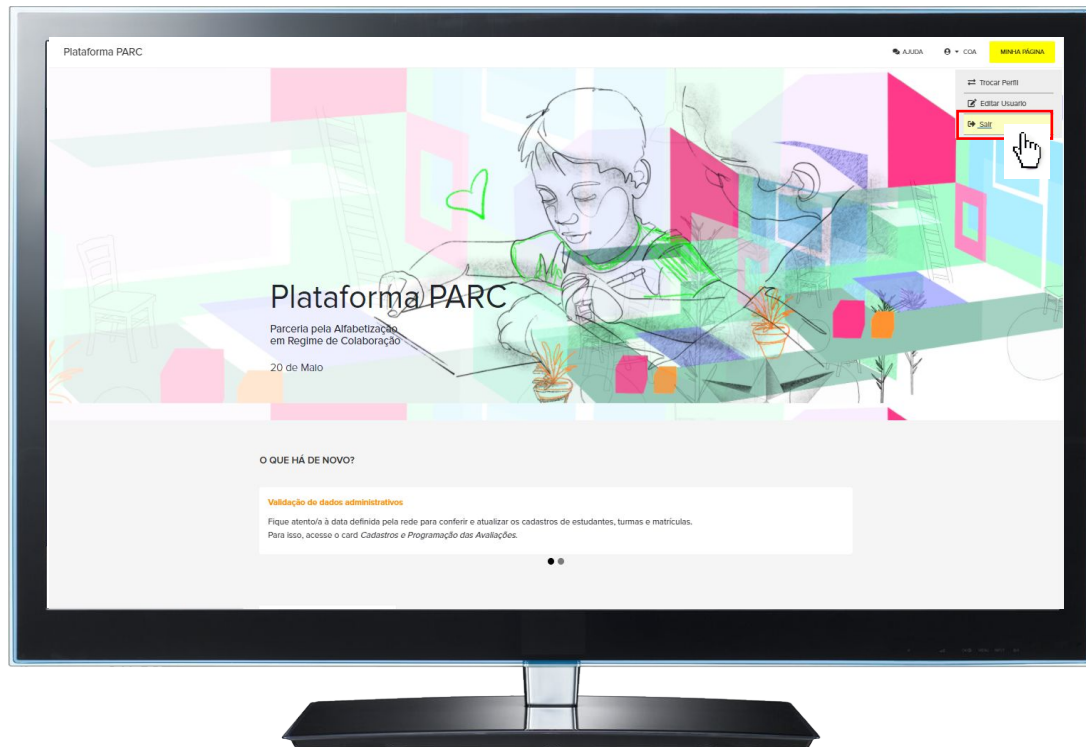 Plataforma PARC
AJUDA
COA
MINHA PÁGINA
Trocar Perfil
Editar Usuario
Sair
Plataforma PARC
Parceria pela Alfabetização
em Regime de Colaboração
20 de Maio
O QUE HÁ DE NOVO?
Validação de dados administrativos
Fique atento/a à data definida pela rede para conferir e atualizar os cadastros de estudantes, turmas e matrículas.
Para isso, acesse o card Cadastros e Programação das Avaliações.